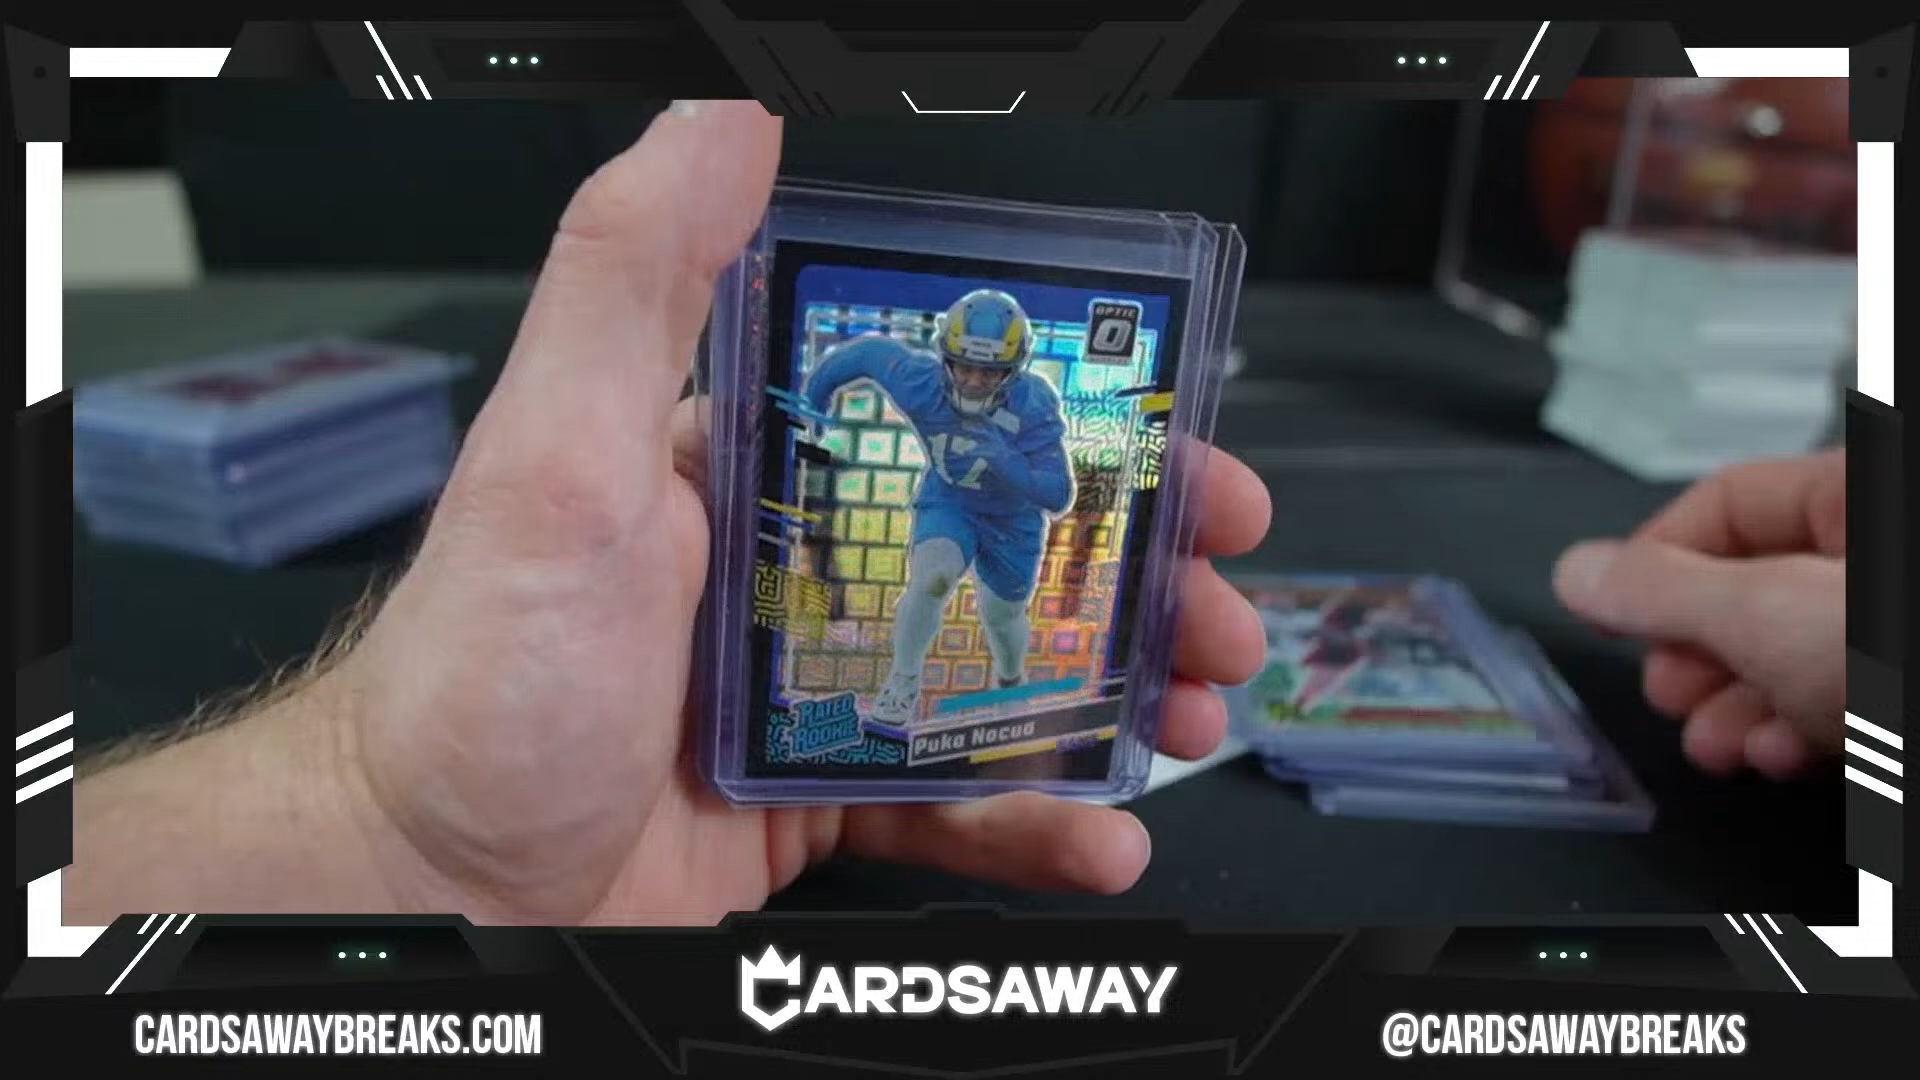 OPTIC
O
17
RATED
ROOKIE
Puka Nacua
CARDSAWAY
CARDSAWAYBREAKS.COM
@CARDSAWAYBREAKS